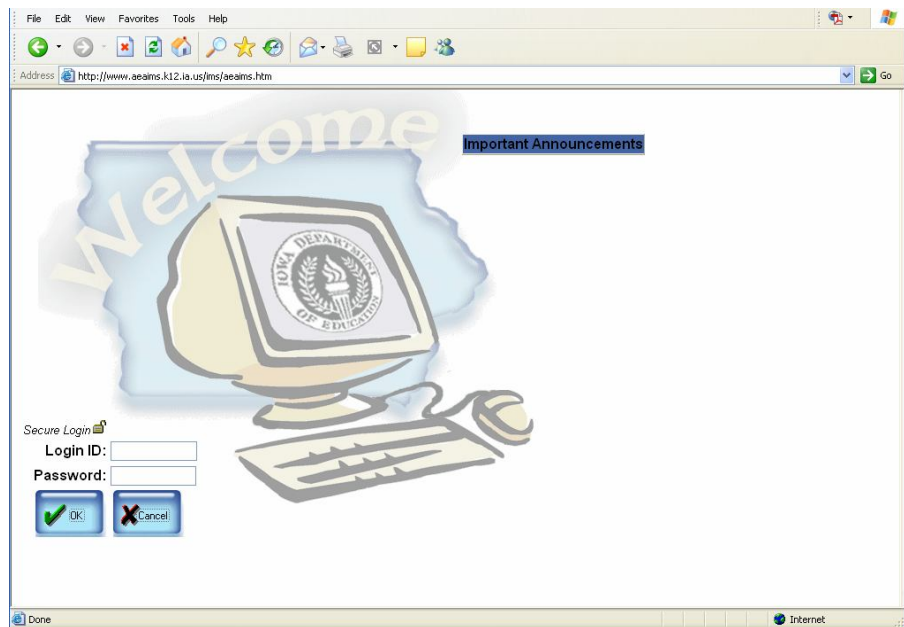 File Edit View Favorites Tools Help
Address http://www.aeaims.k12.ia.us/ims/aeaims.htm Go
Welcome
Important Announcements
IOWA DEPARTMENT
OF EDUCATION
Secure Login
Login ID:
Password:
OK Cancel
Done Internet